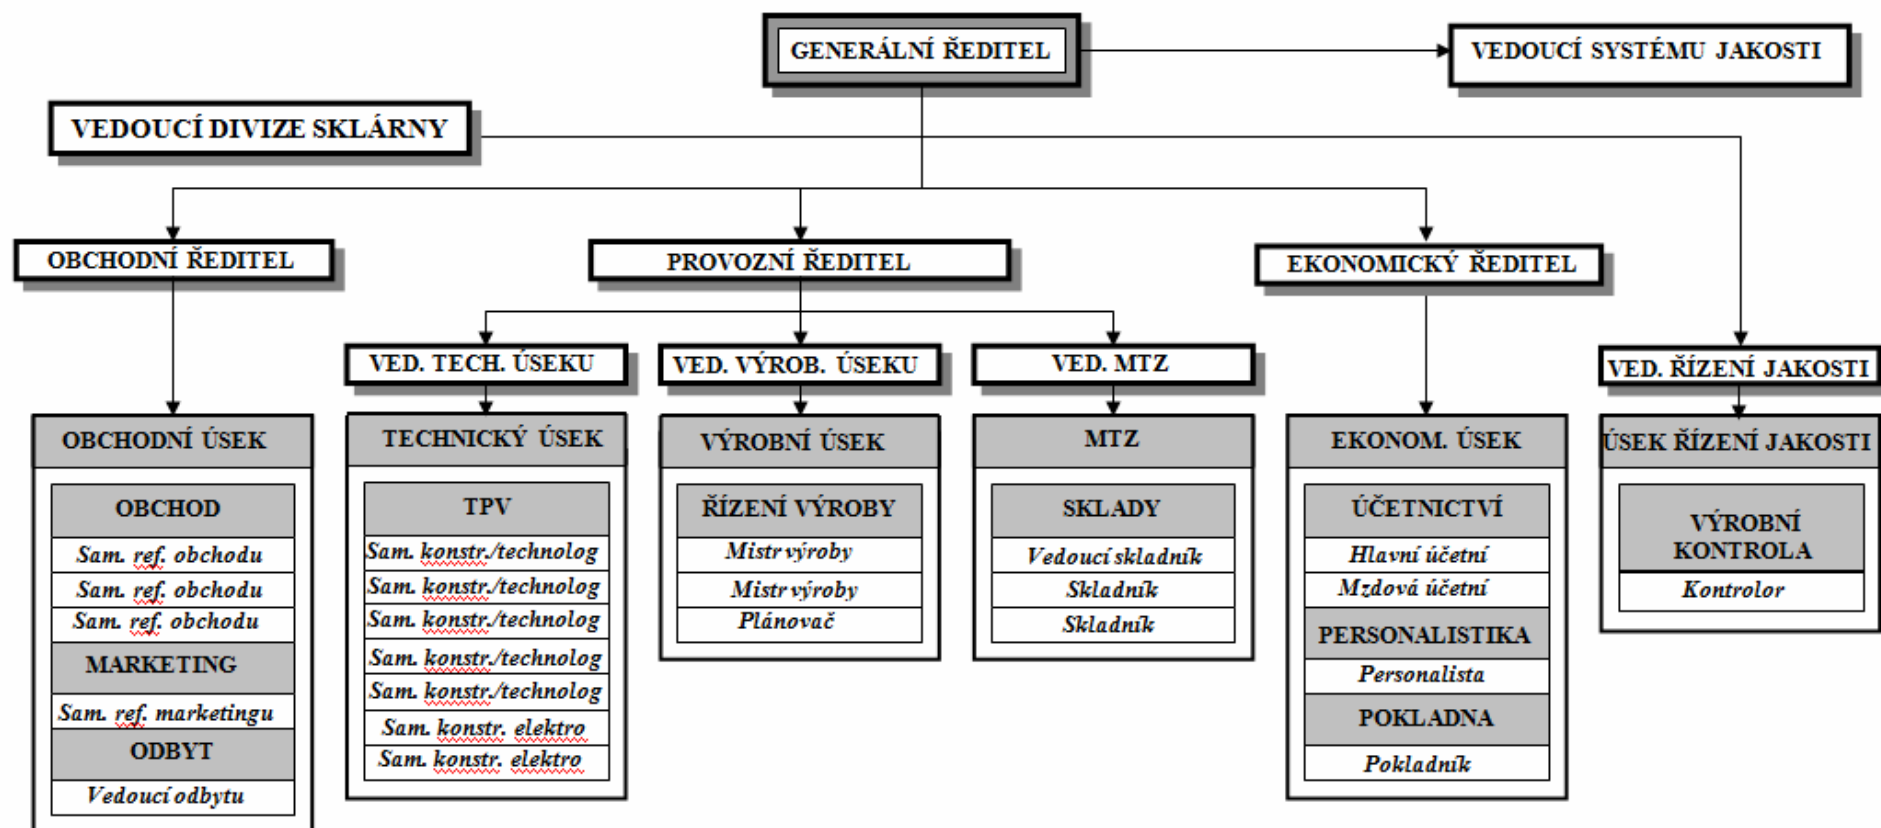 GENERÁLNÍ ŘEDITEL
VEDOUCÍ SYSTÉMU JAKOSTI
VEDOUCÍ DIVIZE SKLÁRNY
OBCHODNÍ ŘEDITEL
PROVOZNÍ ŘEDITEL
EKONOMICKÝ ŘEDITEL
VED. TECH. ÚSEKU
VED. VÝROB. ÚSEKU
VED. MTZ
VED. ŘÍZENÍ JAKOSTI
OBCHODNÍ ÚSEK
OBCHOD
Sam. ref. obchodu
Sam. ref. obchodu
Sam. ref. obchodu
MARKETING
Sam. ref. marketingu
ODBYT
Vedoucí odbytu
TECHNICKÝ ÚSEK
TPV
Sam. konstr./technolog
Sam. konstr./technolog
Sam. konstr./technolog
Sam. konstr./technolog
Sam. konstr./technolog
Sam. konstr. elektro
Sam. konstr. elektro
VÝROBNÍ ÚSEK
ŘÍZENÍ VÝROBY
Mistr výroby
Mistr výroby
Plánovač
MTZ
SKLADY
Vedoucí skladník
Skladník
Skladník
EKONOM. ÚSEK
ÚČETNICTVÍ
Hlavní účetní
Mzdová účetní
PERSONALISTIKA
Personalista
POKLADNA
Pokladník
ÚSEK ŘÍZENÍ JAKOSTI
VÝROBNÍ
KONTROLA
Kontrolor